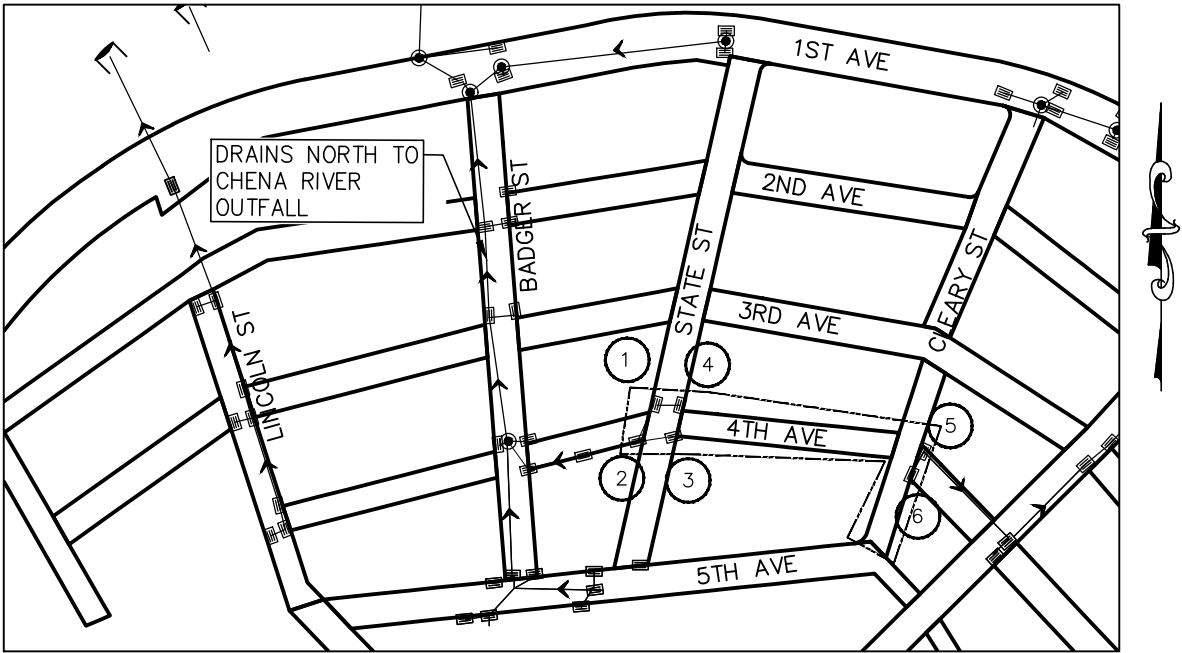 1ST AVE
DRAINS NORTH TO
CHENA RIVER
OUTFALL
2ND AVE
BADGER ST
STATE ST
CLEARY ST
LINCOLN ST
3RD AVE
1
4
4TH AVE
5
2
3
6
5TH AVE